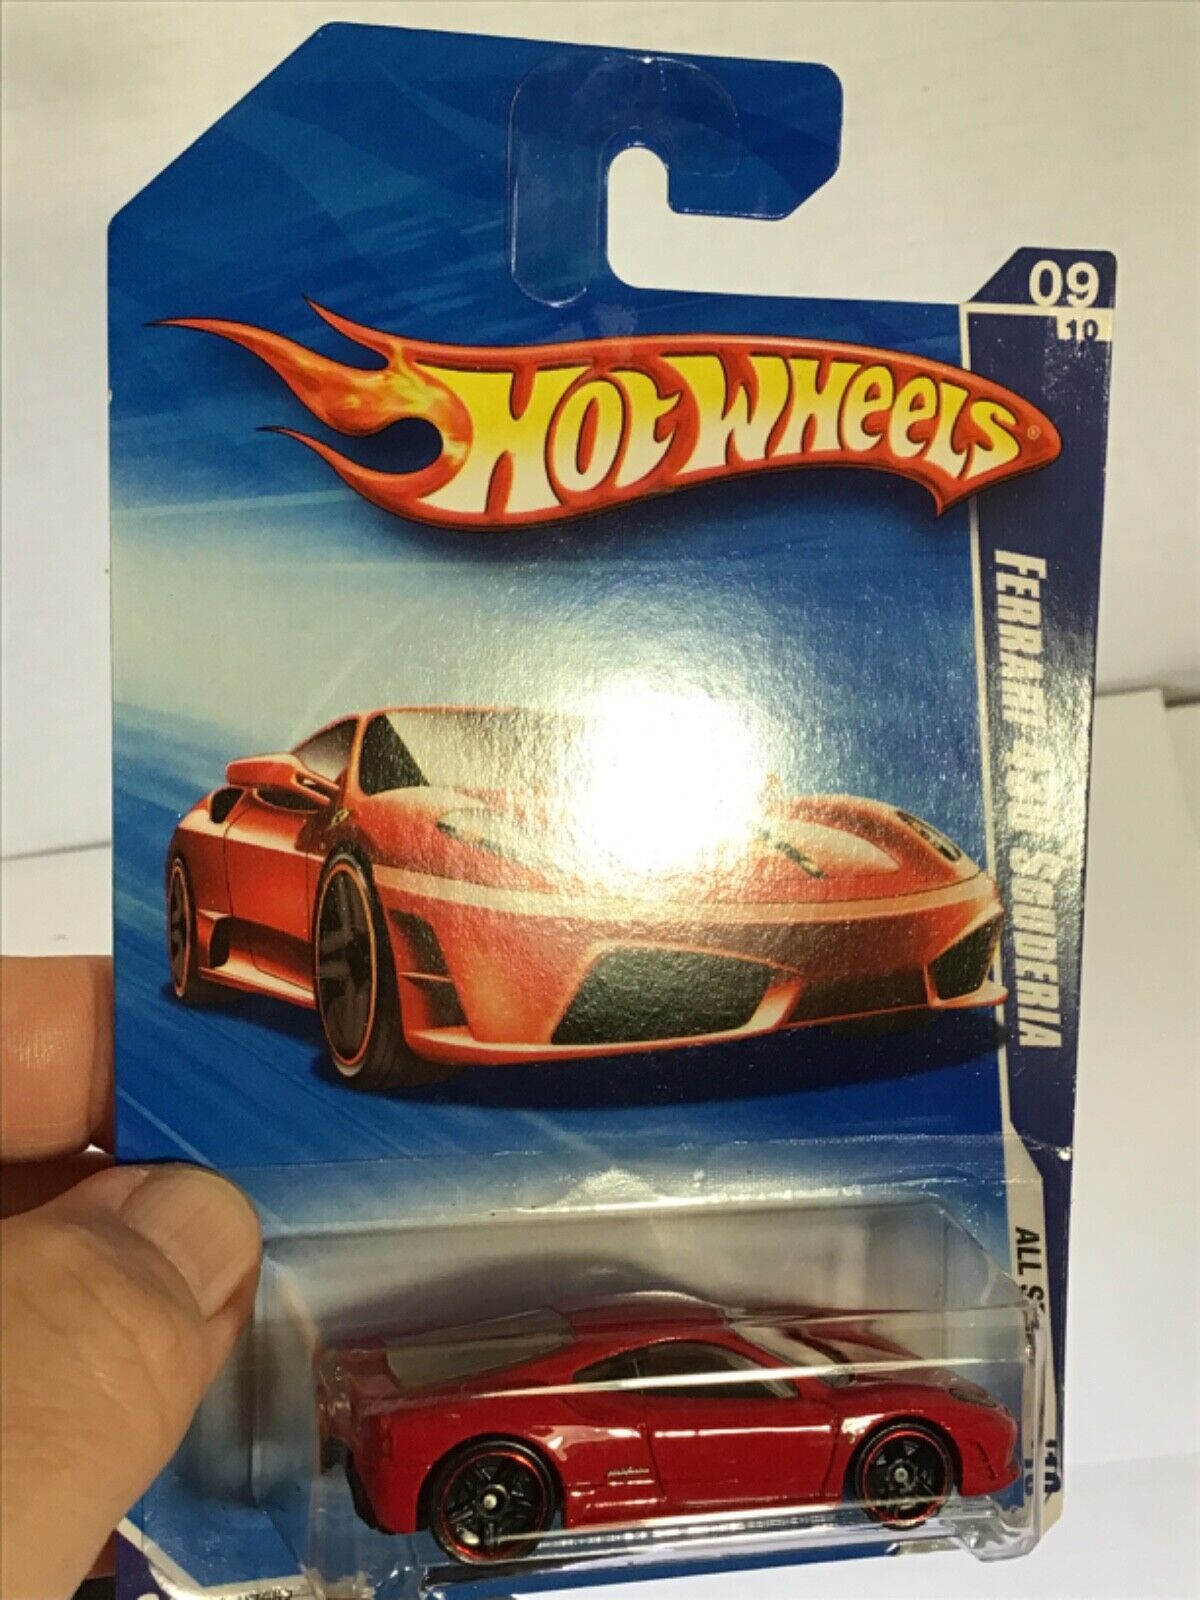 09
10
HOT WHEELS®
FERRARI 430 SCUDERIA
ALL